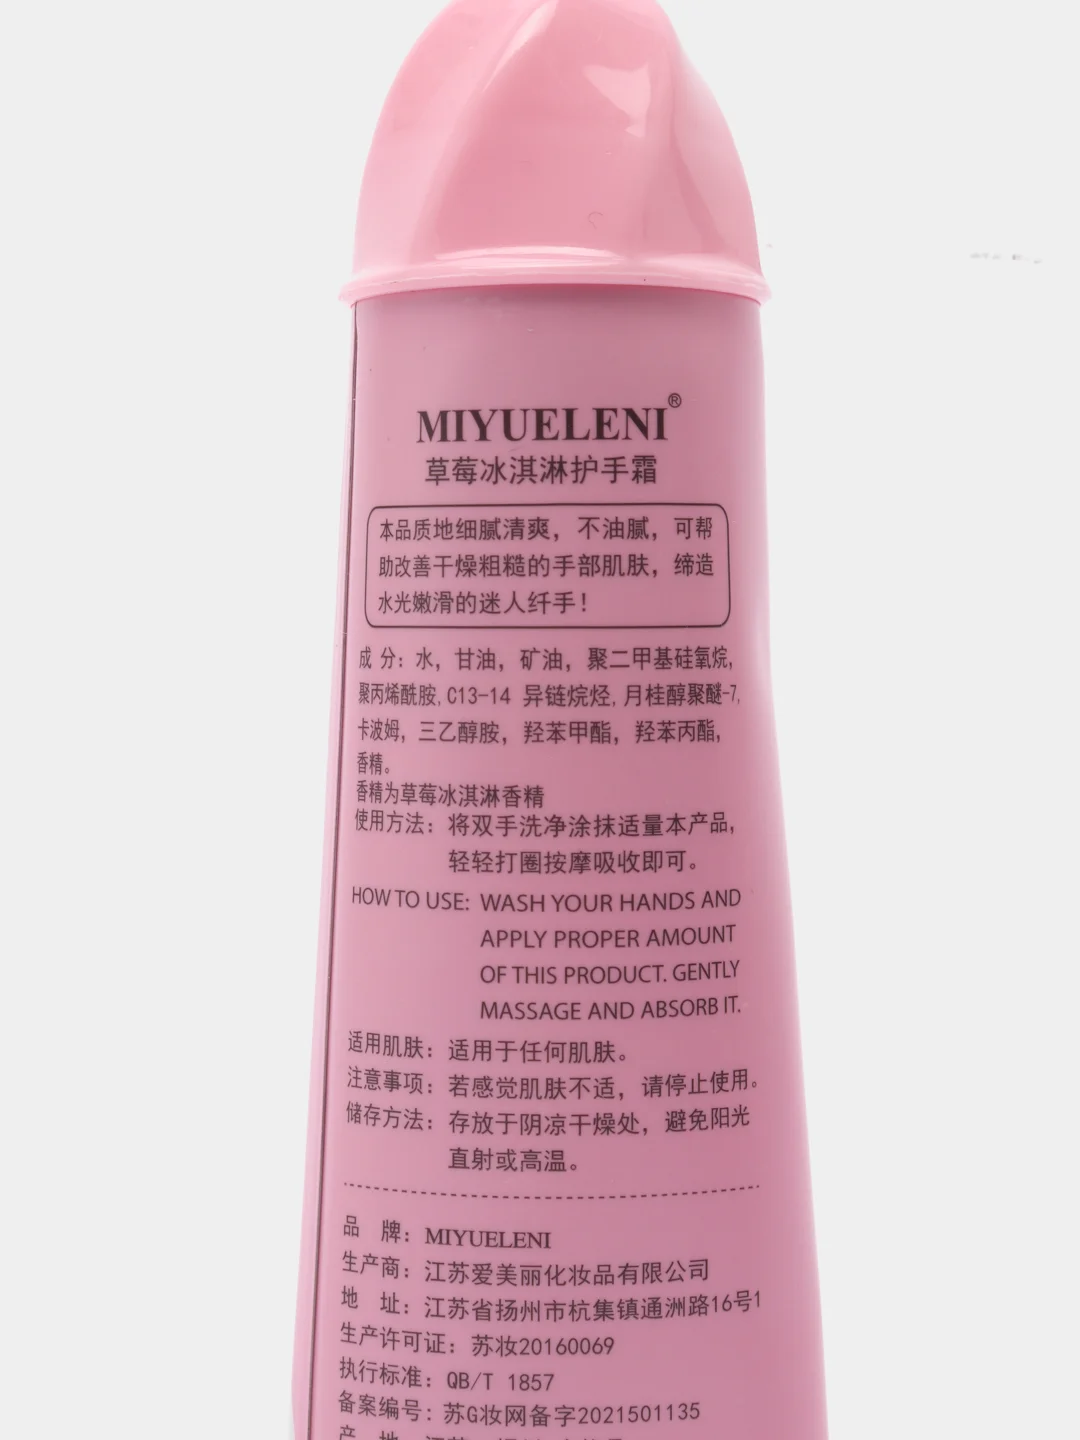 MIYUELENI®
草莓冰淇淋护手霜
本品质地细腻清爽，不油腻，可帮
助改善干燥粗糙的手部肌肤，缔造
水光嫩滑的迷人纤手！
成 分：水，甘油，矿油，聚二甲基硅氧烷，
聚丙烯酰胺，C13-14 异链烷烃，月桂醇聚醚-7，
卡波姆，三乙醇胺，羟苯甲酯，羟苯丙酯，
香精。
香精为草莓冰淇淋香精
使用方法：将双手洗净涂抹适量本产品，
轻轻打圈按摩吸收即可。
HOW TO USE: WASH YOUR HANDS AND
APPLY PROPER AMOUNT
OF THIS PRODUCT. GENTLY
MASSAGE AND ABSORB IT.
适用肌肤：适用于任何肌肤。
注意事项：若感觉肌肤不适，请停止使用。
储存方法：存放于阴凉干燥处，避免阳光
直射或高温。
品 牌：MIYUELENI
生产商：江苏爱美丽化妆品有限公司
地 址：江苏省扬州市杭集镇通洲路16号1
生产许可证：苏妆20160069
执行标准：QB/T 1857
备案编号：苏G妆网备字2021501135